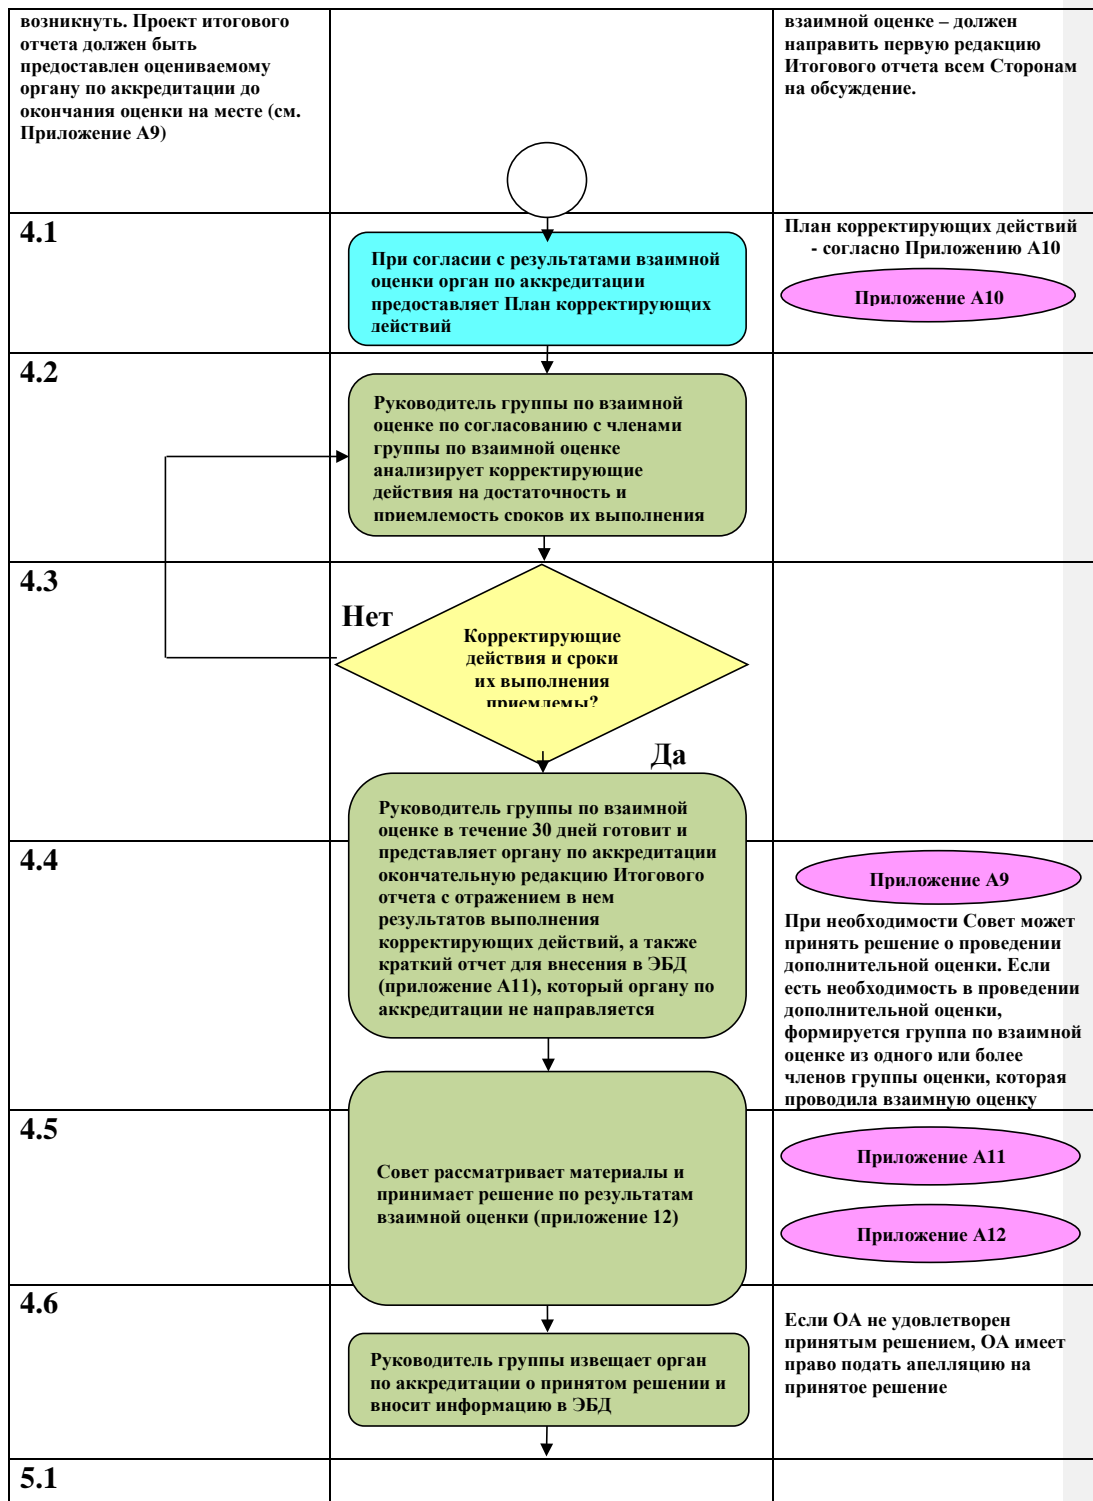 возникнуть. Проект итогового
отчета должен быть
предоставлен оцениваемому
органу по аккредитации до
окончания оценки на месте (см.
Приложение А9)
взаимной оценке – должен
направить первую редакцию
Итогового отчета всем Сторонам
на обсуждение.
4.1
При согласии с результатами взаимной
оценки орган по аккредитации
предоставляет План корректирующих
действий
План корректирующих действий
- согласно Приложению А10
Приложение А10
4.2
Руководитель группы по взаимной
оценке по согласованию с членами
группы по взаимной оценке
анализирует корректирующие
действия на достаточность и
приемлемость сроков их выполнения
4.3
Нет
Корректирующие
действия и сроки
их выполнения
приемлемы?
Да
Руководитель группы по взаимной
оценке в течение 30 дней готовит и
представляет органу по аккредитации
окончательную редакцию Итогового
отчета с отражением в нем
результатов выполнения
корректирующих действий, а также
краткий отчет для внесения в ЭБД
(приложение А11), который органу по
аккредитации не направляется
4.4
Приложение А9
При необходимости Совет может
принять решение о проведении
дополнительной оценки. Если
есть необходимость в проведении
дополнительной оценки,
формируется группа по взаимной
оценке из одного или более
членов группы оценки, которая
проводила взаимную оценку
4.5
Совет рассматривает материалы и
принимает решение по результатам
взаимной оценки (приложение 12)
Приложение А11
Приложение А12
4.6
Руководитель группы извещает орган
по аккредитации о принятом решении и
вносит информацию в ЭБД
Если ОА не удовлетворен
принятым решением, ОА имеет
право подать апелляцию на
принятое решение
5.1